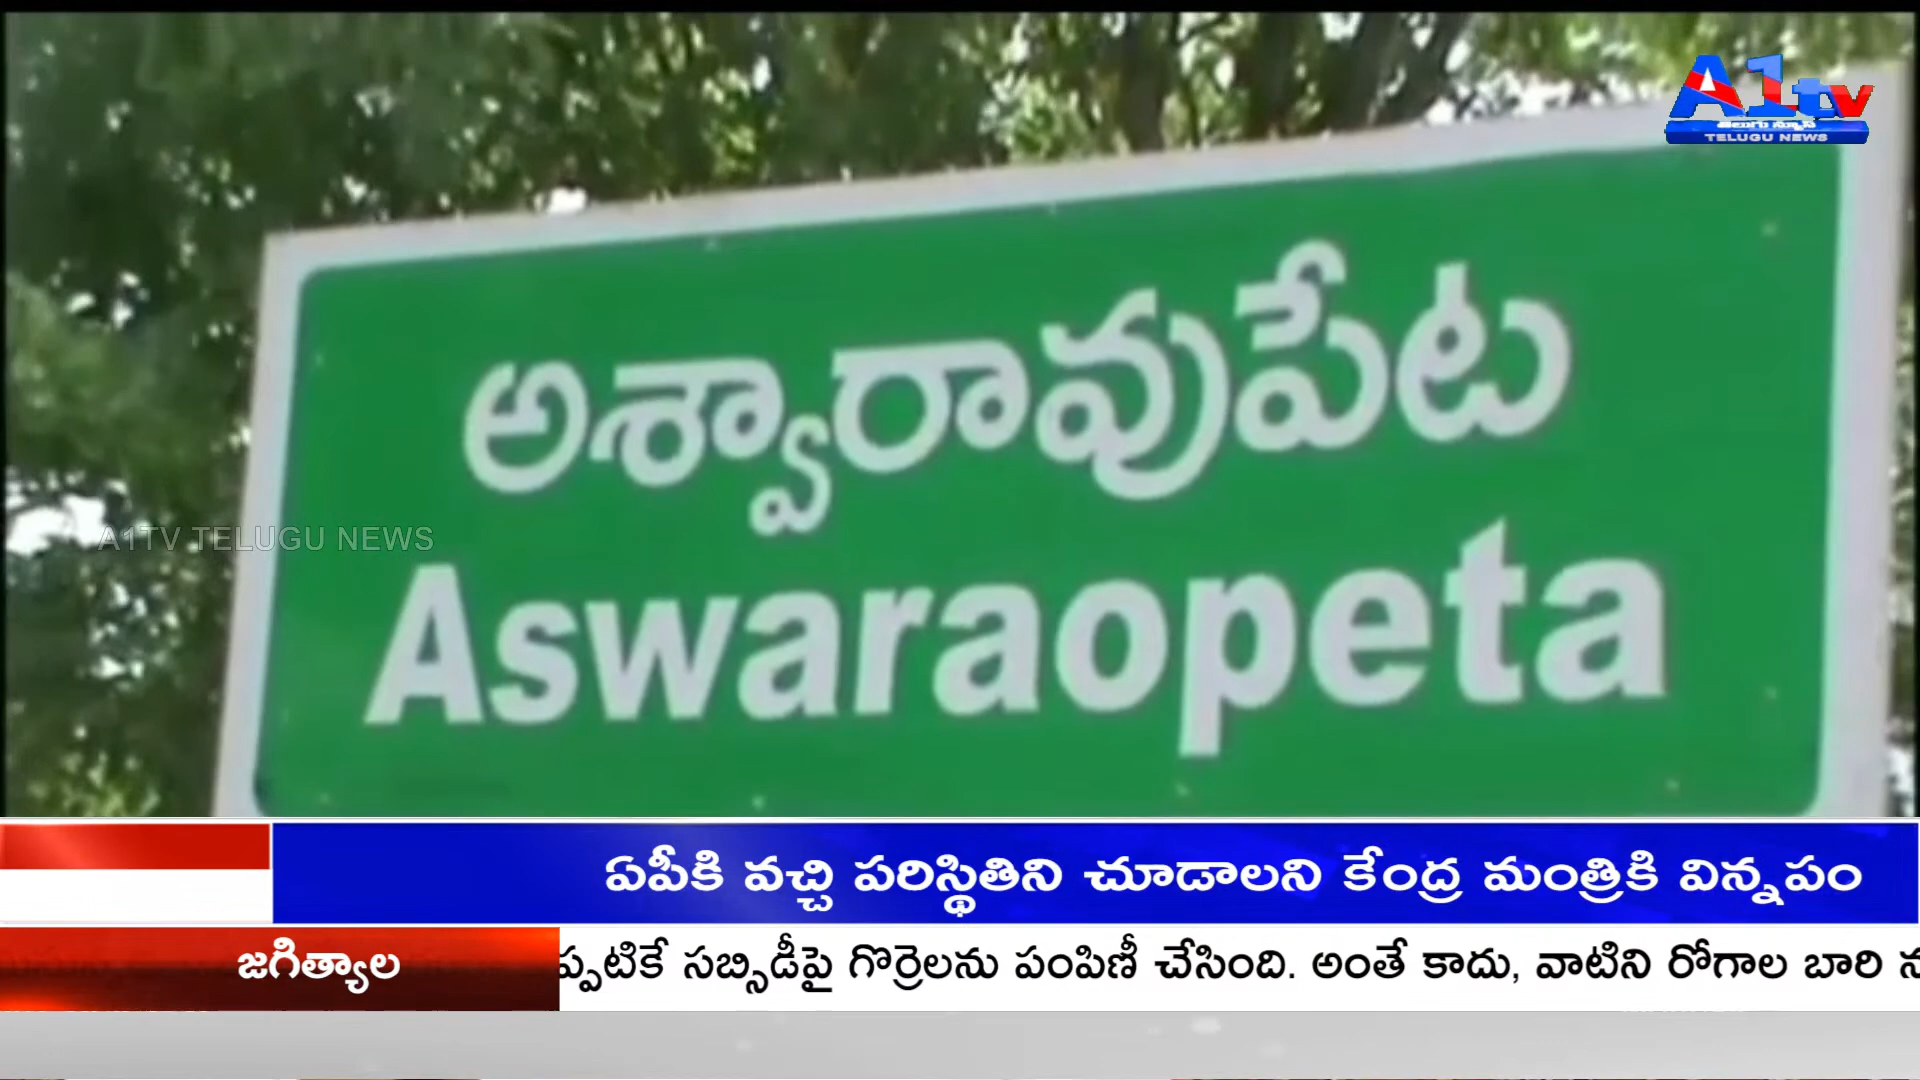 A1tv
తెలుగు న్యూస్
TELUGU NEWS
అశ్వారావుపేట
A1TV TELUGU NEWS
Aswaraopeta
ఏపీకి వచ్చి పరిస్థితిని చూడాలని కేంద్ర మంత్రికి విన్నపం
జగిత్యాల
ప్పటికే సబ్సిడీపై గొర్రెలను పంపిణీ చేసింది. అంతే కాదు, వాటిని రోగాల బారి